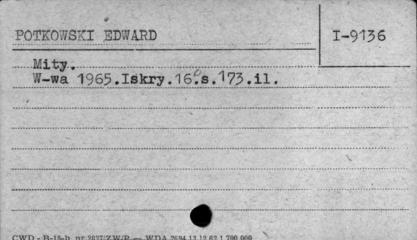 POTKOWSKI EDWARD
I-9136
Mity.
W-wa 1965.Iskry.16°.s.173.il.